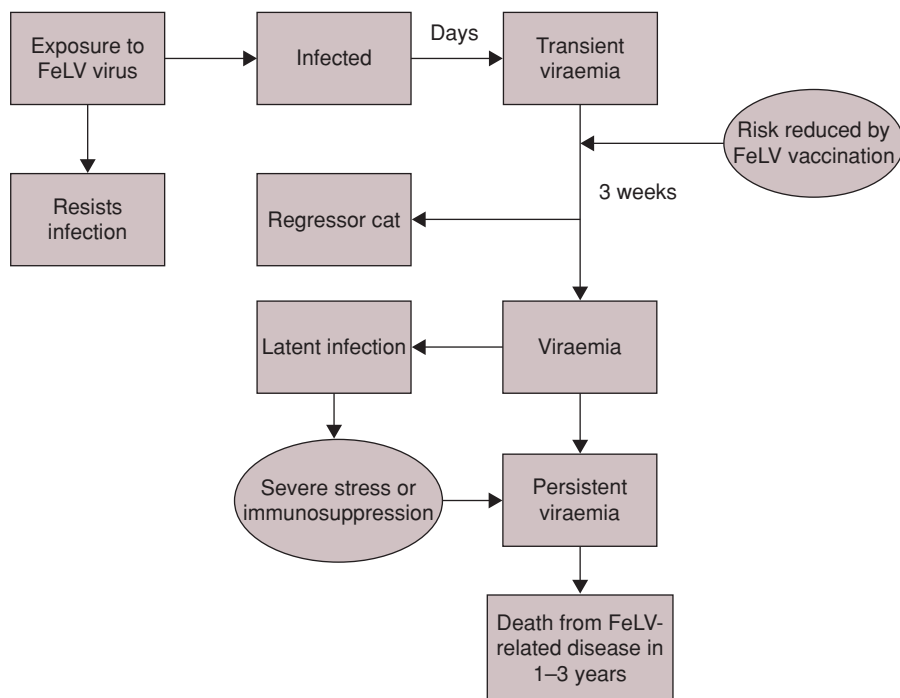 Exposure to
FeLV virus
Infected
Days
Transient
viraemia
Risk reduced by
FeLV vaccination
Resists
infection
Regressor cat
3 weeks
Latent infection
Viraemia
Severe stress or
immunosuppression
Persistent
viraemia
Death from FeLV-
related disease in
1–3 years